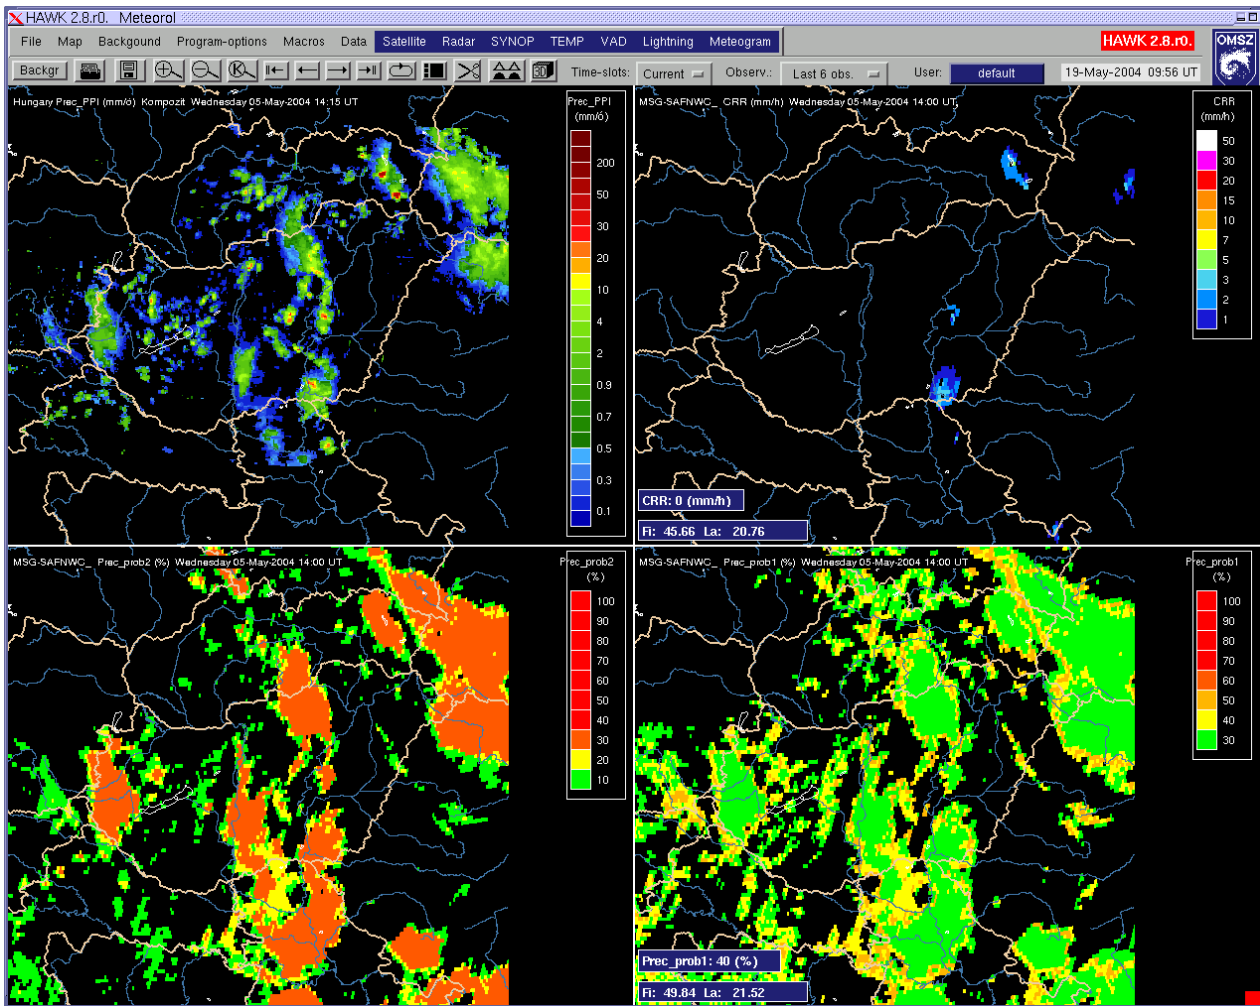 HAWK 2.8.r0. Meteorol
File Map Backgound Program-options Macros Data Satellite Radar SYNOP TEMP VAD Lightning Meteogram HAWK 2.8.r0. OMSZ
Backgr K 3D Time-slots: Current Observ.: Last 6 obs. User: default 19-May-2004 09:56 UT
Hungary Prec_PPI (mm/ó) Kompozit Wednesday 05-May-2004 14:15 UT
Prec_PPI
(mm/ó)
200
50
30
20
10
4
2
0.9
0.7
0.5
0.3
0.1
MSG-SAFNWC_ CRR (mm/h) Wednesday 05-May-2004 14:00 UT
CRR
(mm/h)
50
30
20
15
10
7
5
3
2
1
CRR: 0 (mm/h)
Fi: 45.66 La: 20.76
MSG-SAFNWC_ Prec_prob2 (%) Wednesday 05-May-2004 14:00 UT
Prec_prob2
(%)
100
90
80
70
60
50
40
30
20
10
MSG-SAFNWC_ Prec_prob1 (%) Wednesday 05-May-2004 14:00 UT
Prec_prob1
(%)
100
90
80
70
60
50
40
30
Prec_prob1: 40 (%)
Fi: 49.84 La: 21.52